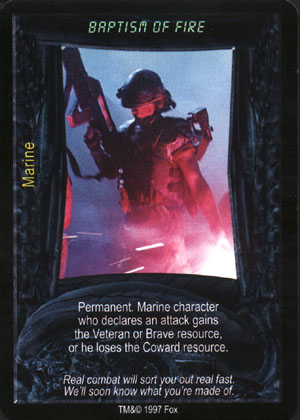 BAPTISM OF FIRE
Marine
Permanent. Marine character
who declares an attack gains
the Veteran or Brave resource,
or he loses the Coward resource.
Real combat will sort you out real fast.
We'll soon know what you're made of.
TM&© 1997 Fox